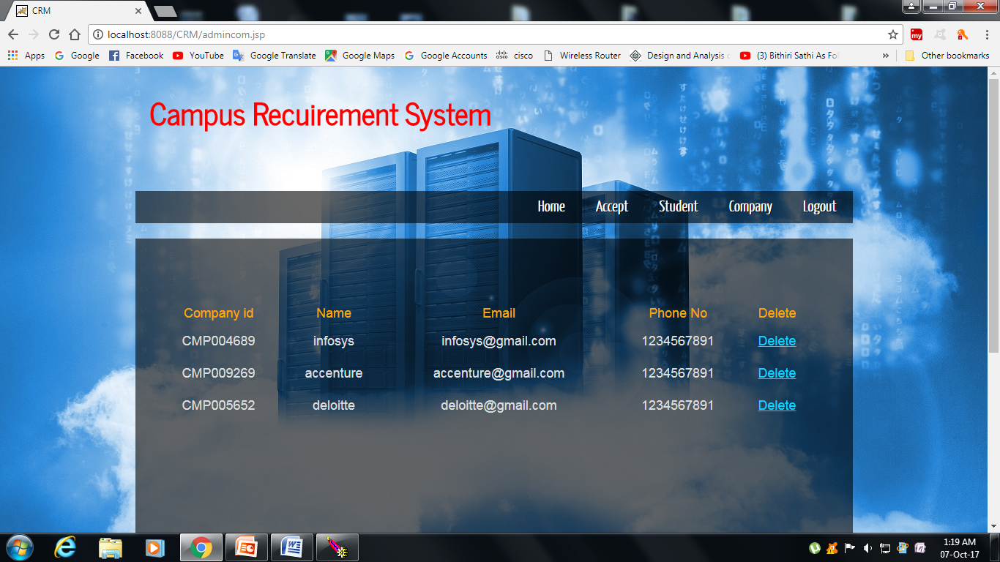 CRM
localhost:8088/CRM/admincom.jsp
my
Apps Google Facebook YouTube Google Translate Google Maps Google Accounts cisco Wireless Router Design and Analysis (3) Bithiri Sathi As Fo » Other bookmarks
Campus Recuirement System
Home Accept Student Company Logout
Company id Name Email Phone No Delete
CMP004689 infosys infosys@gmail.com 1234567891 Delete
CMP009269 accenture accenture@gmail.com 1234567891 Delete
CMP005652 deloitte deloitte@gmail.com 1234567891 Delete
1:19 AM
07-Oct-17